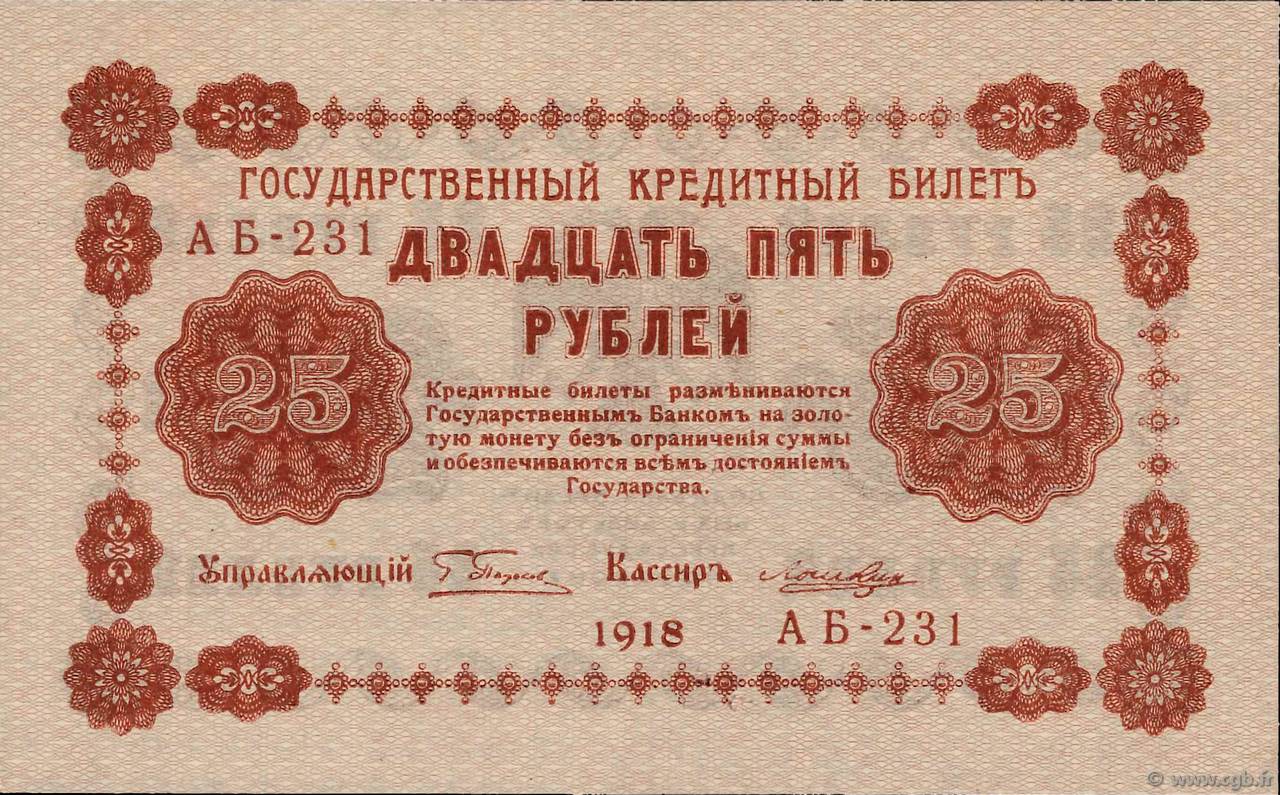 ГОСУДАРСТВЕННЫЙ КРЕДИТНЫЙ БИЛЕТЪ
АБ-231
ДВАДЦАТЬ ПЯТЬ
РУБЛЕЙ
25
25
Кредитные билеты размѣниваются
Государственнымъ Банкомъ на золо-
тую монету безъ ограниченія суммы
и обезпечиваются всѣмъ достояніемъ
Государства.
Управляющій
Кассиръ
1918
АБ-231
© www.cgb.fr